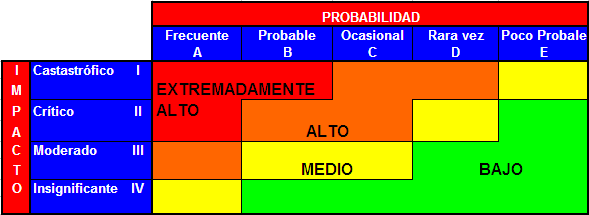 PROBABILIDAD
Frecuente Probable Ocasional Rara vez Poco Probale
A B C D E
I
M
P
A
C
T
O
Castastrófico I
EXTREMADAMENTE
ALTO
Crítico II
ALTO
Moderado III
MEDIO BAJO
Insignificante IV